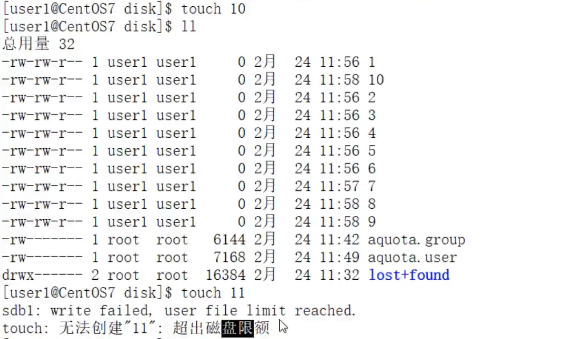 [user1@CentOS7 disk]$ touch 10
[user1@CentOS7 disk]$ ll
总用量 32
-rw-rw-r-- 1 user1 user1     0 2月  24 11:56 1
-rw-rw-r-- 1 user1 user1     0 2月  24 11:58 10
-rw-rw-r-- 1 user1 user1     0 2月  24 11:56 2
-rw-rw-r-- 1 user1 user1     0 2月  24 11:56 3
-rw-rw-r-- 1 user1 user1     0 2月  24 11:56 4
-rw-rw-r-- 1 user1 user1     0 2月  24 11:56 5
-rw-rw-r-- 1 user1 user1     0 2月  24 11:56 6
-rw-rw-r-- 1 user1 user1     0 2月  24 11:57 7
-rw-rw-r-- 1 user1 user1     0 2月  24 11:58 8
-rw-rw-r-- 1 user1 user1     0 2月  24 11:58 9
-rw------- 1 root  root   6144 2月  24 11:42 aquota.group
-rw------- 1 root  root   7168 2月  24 11:49 aquota.user
drwx------ 2 root  root  16384 2月  24 11:32 lost+found
[user1@CentOS7 disk]$ touch 11
sdb1: write failed, user file limit reached.
touch: 无法创建"11": 超出磁盘限额